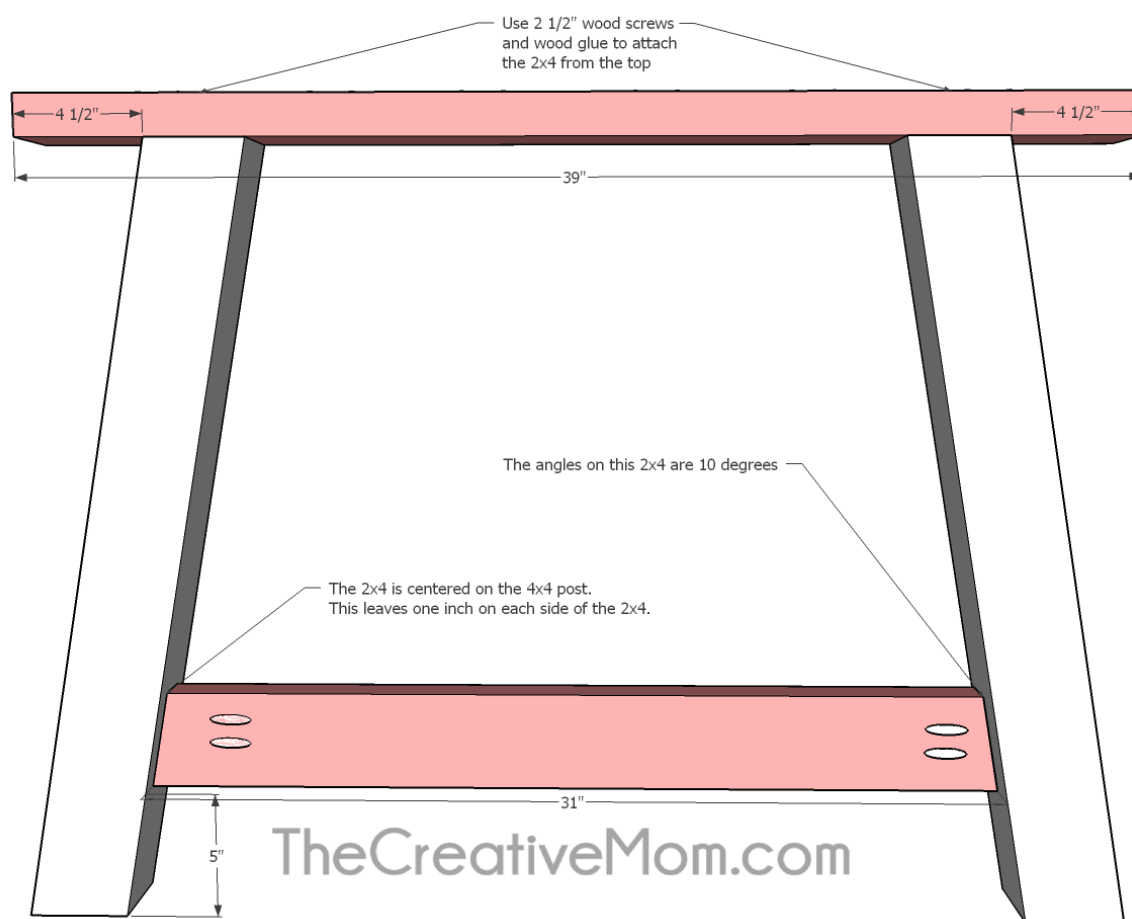 Use 2 1/2" wood screws
and wood glue to attach
the 2x4 from the top
4 1/2"
4 1/2"
39"
The angles on this 2x4 are 10 degrees
The 2x4 is centered on the 4x4 post.
This leaves one inch on each side of the 2x4.
31"
5"
TheCreativeMom.com